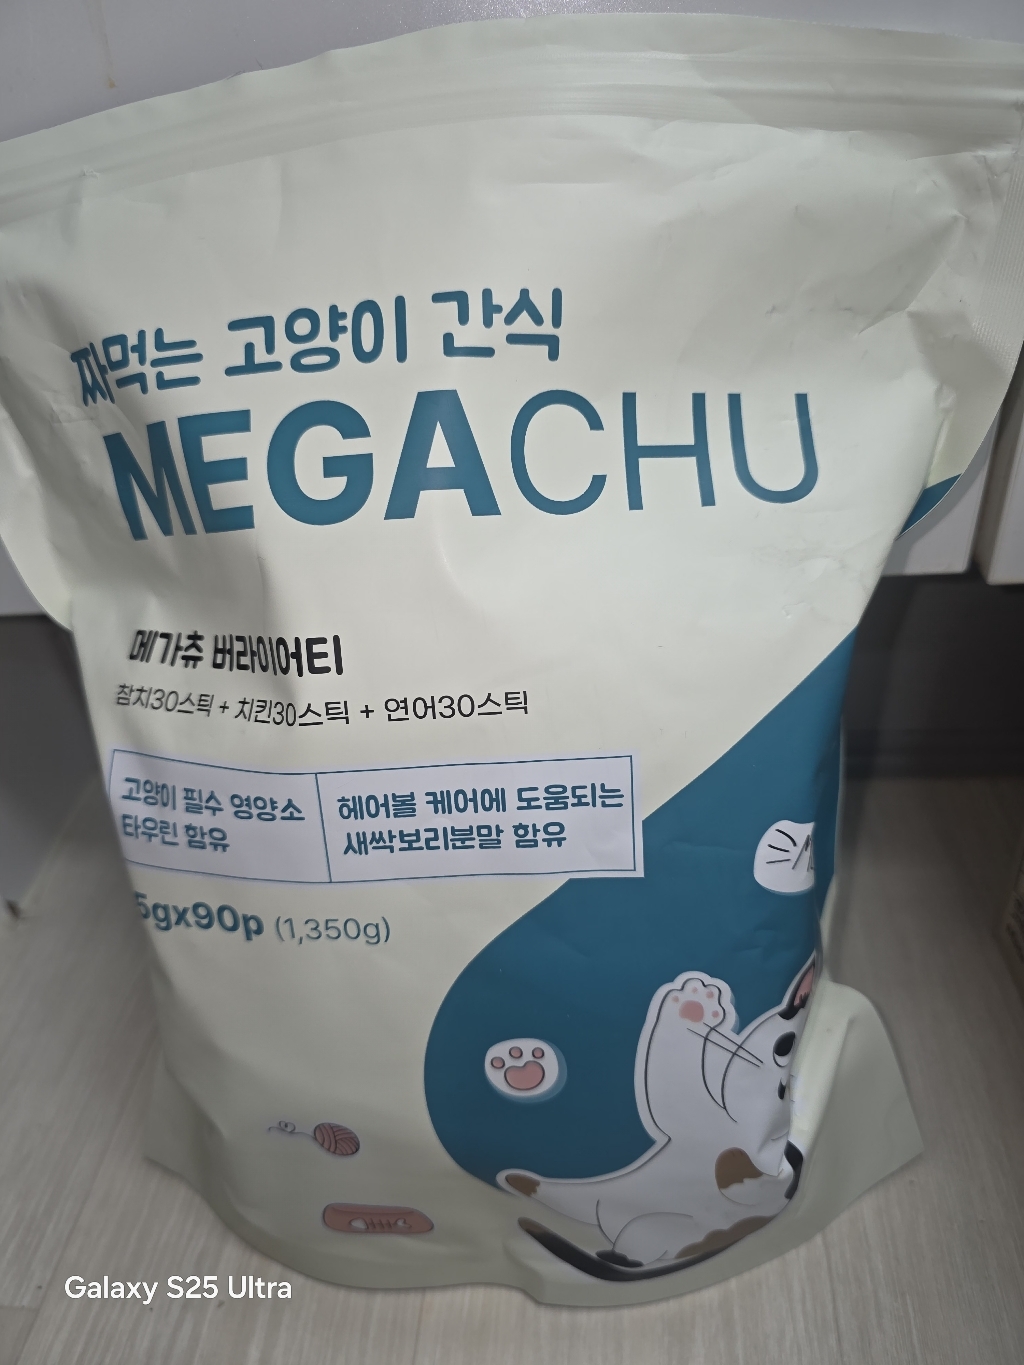 짜먹는 고양이 간식
MEGACHU
메가츄 버라이어티
참치30스틱 + 치킨30스틱 + 연어30스틱
고양이 필수 영양소
타우린 함유
헤어볼 케어에 도움되는
새싹보리분말 함유
5gx90p (1,350g)
Galaxy S25 Ultra